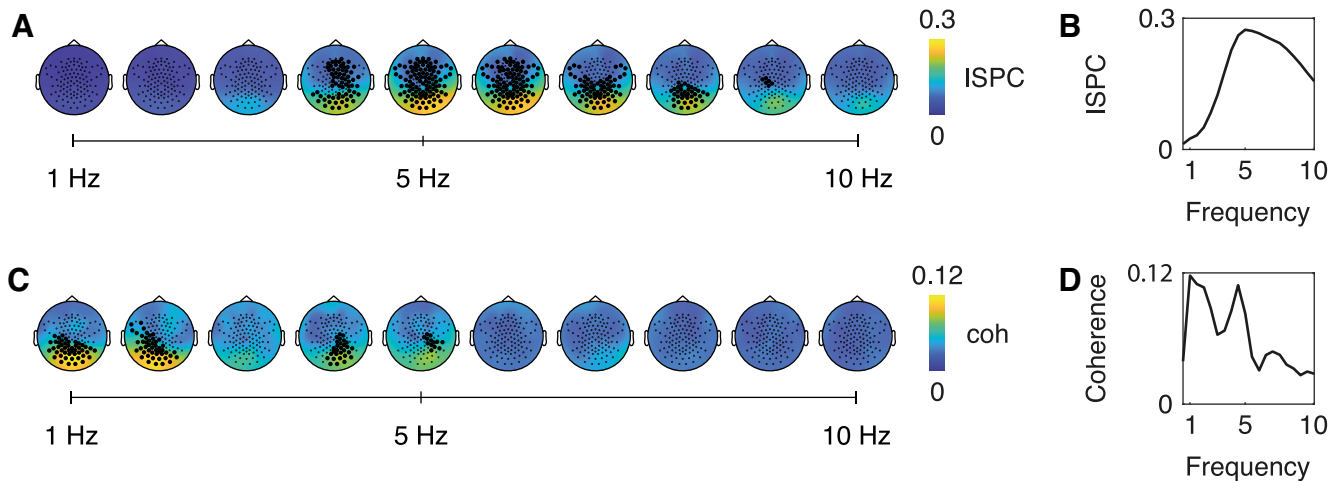 A
0.3
ISPC
0
1 Hz
5 Hz
10 Hz
B
0.3
ISPC
0
1
5
10
Frequency
C
0.12
coh
0
1 Hz
5 Hz
10 Hz
D
0.12
Coherence
0
1
5
10
Frequency